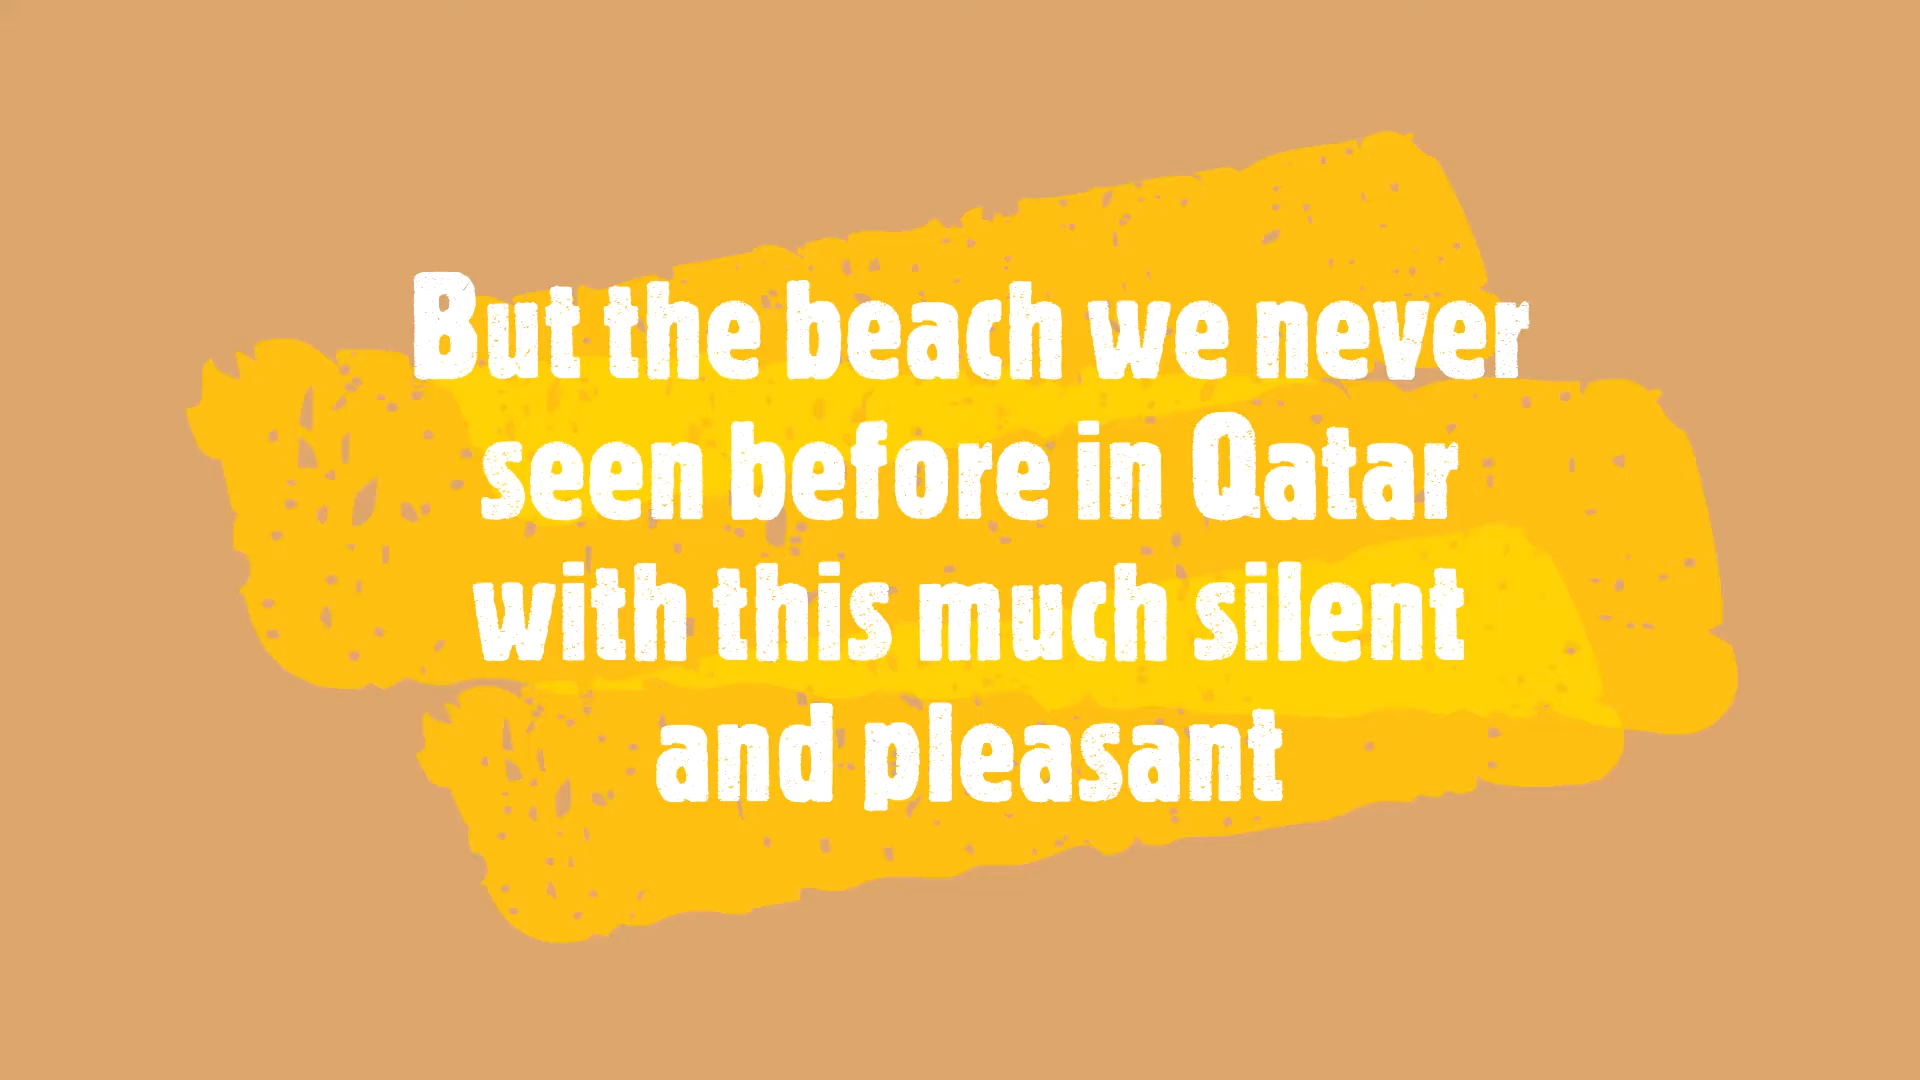 But the beach we never
seen before in Qatar
with this much silent
and pleasant